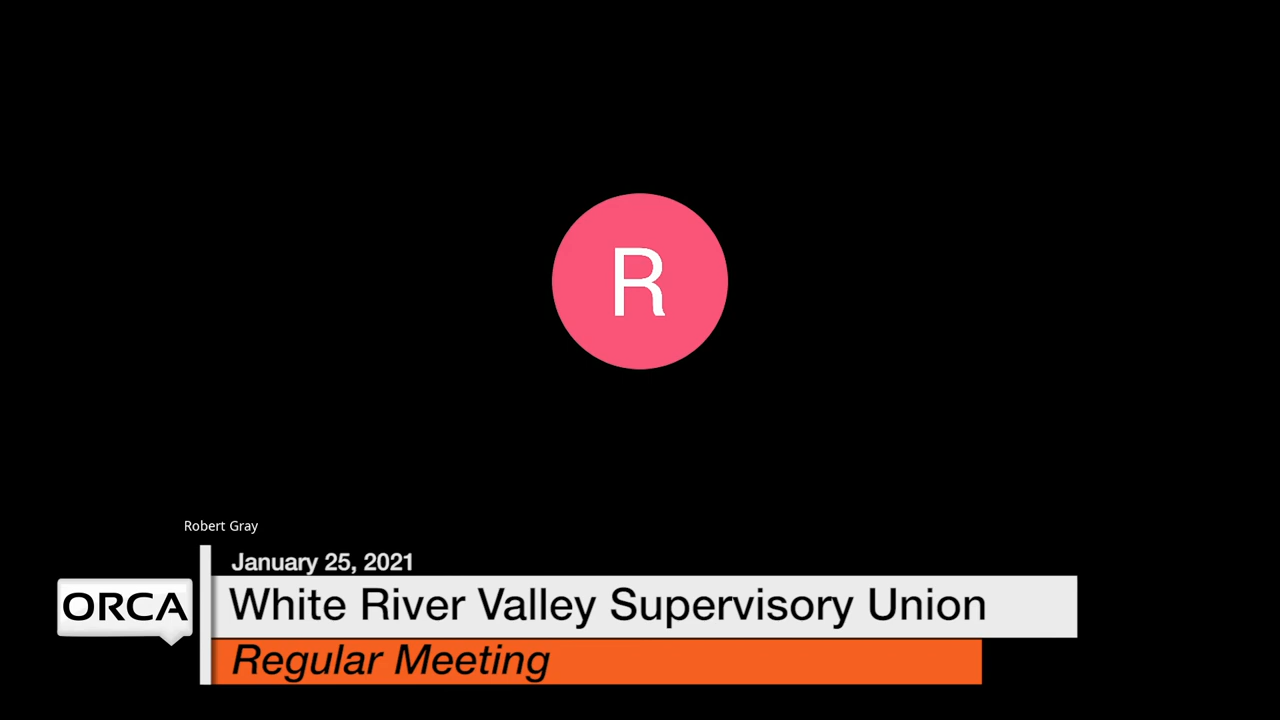 R
Robert Gray
January 25, 2021
ORCA
White River Valley Supervisory Union
Regular Meeting